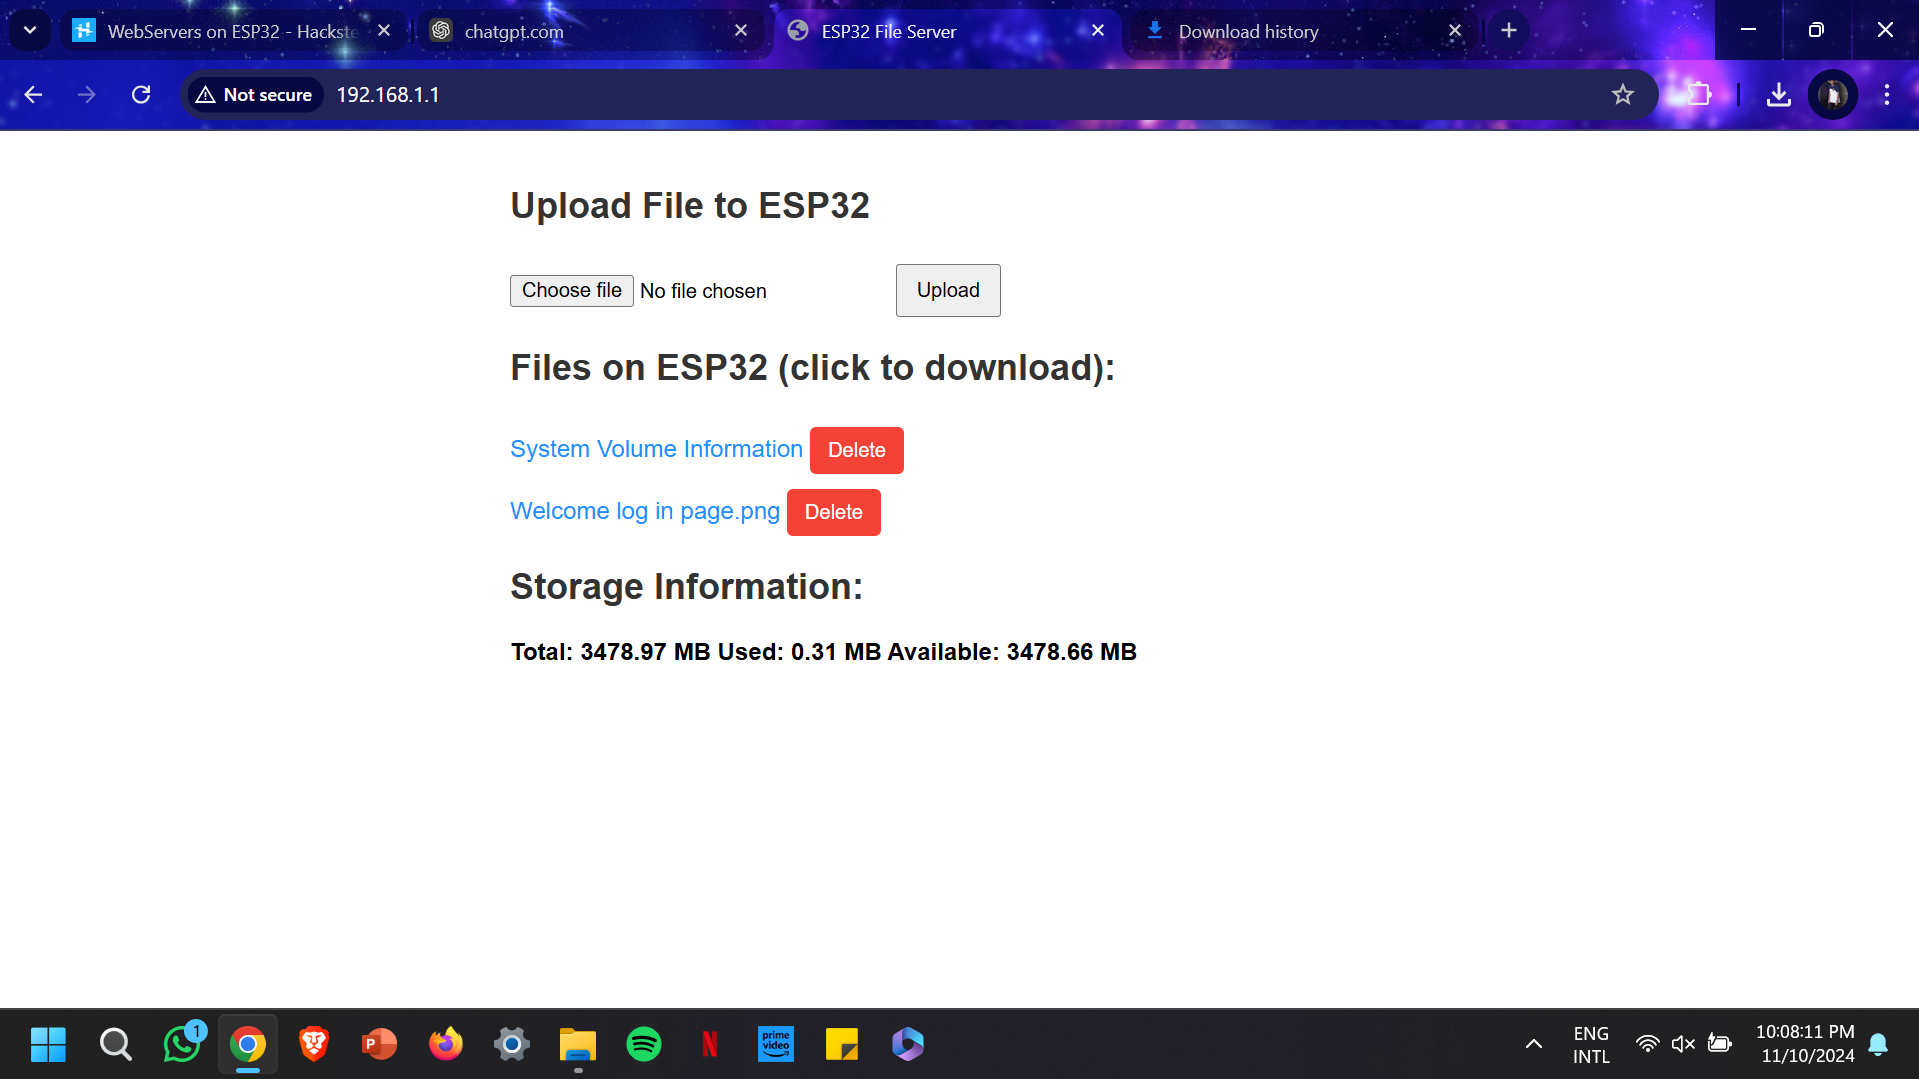 WebServers on ESP32 - Hackste
chatgpt.com
ESP32 File Server
Download history
Not secure
192.168.1.1
Upload File to ESP32
Choose file No file chosen Upload
Files on ESP32 (click to download):
System Volume Information Delete
Welcome log in page.png Delete
Storage Information:
Total: 3478.97 MB Used: 0.31 MB Available: 3478.66 MB
1
P
N
prime
video
ENG
INTL
10:08:11 PM
11/10/2024